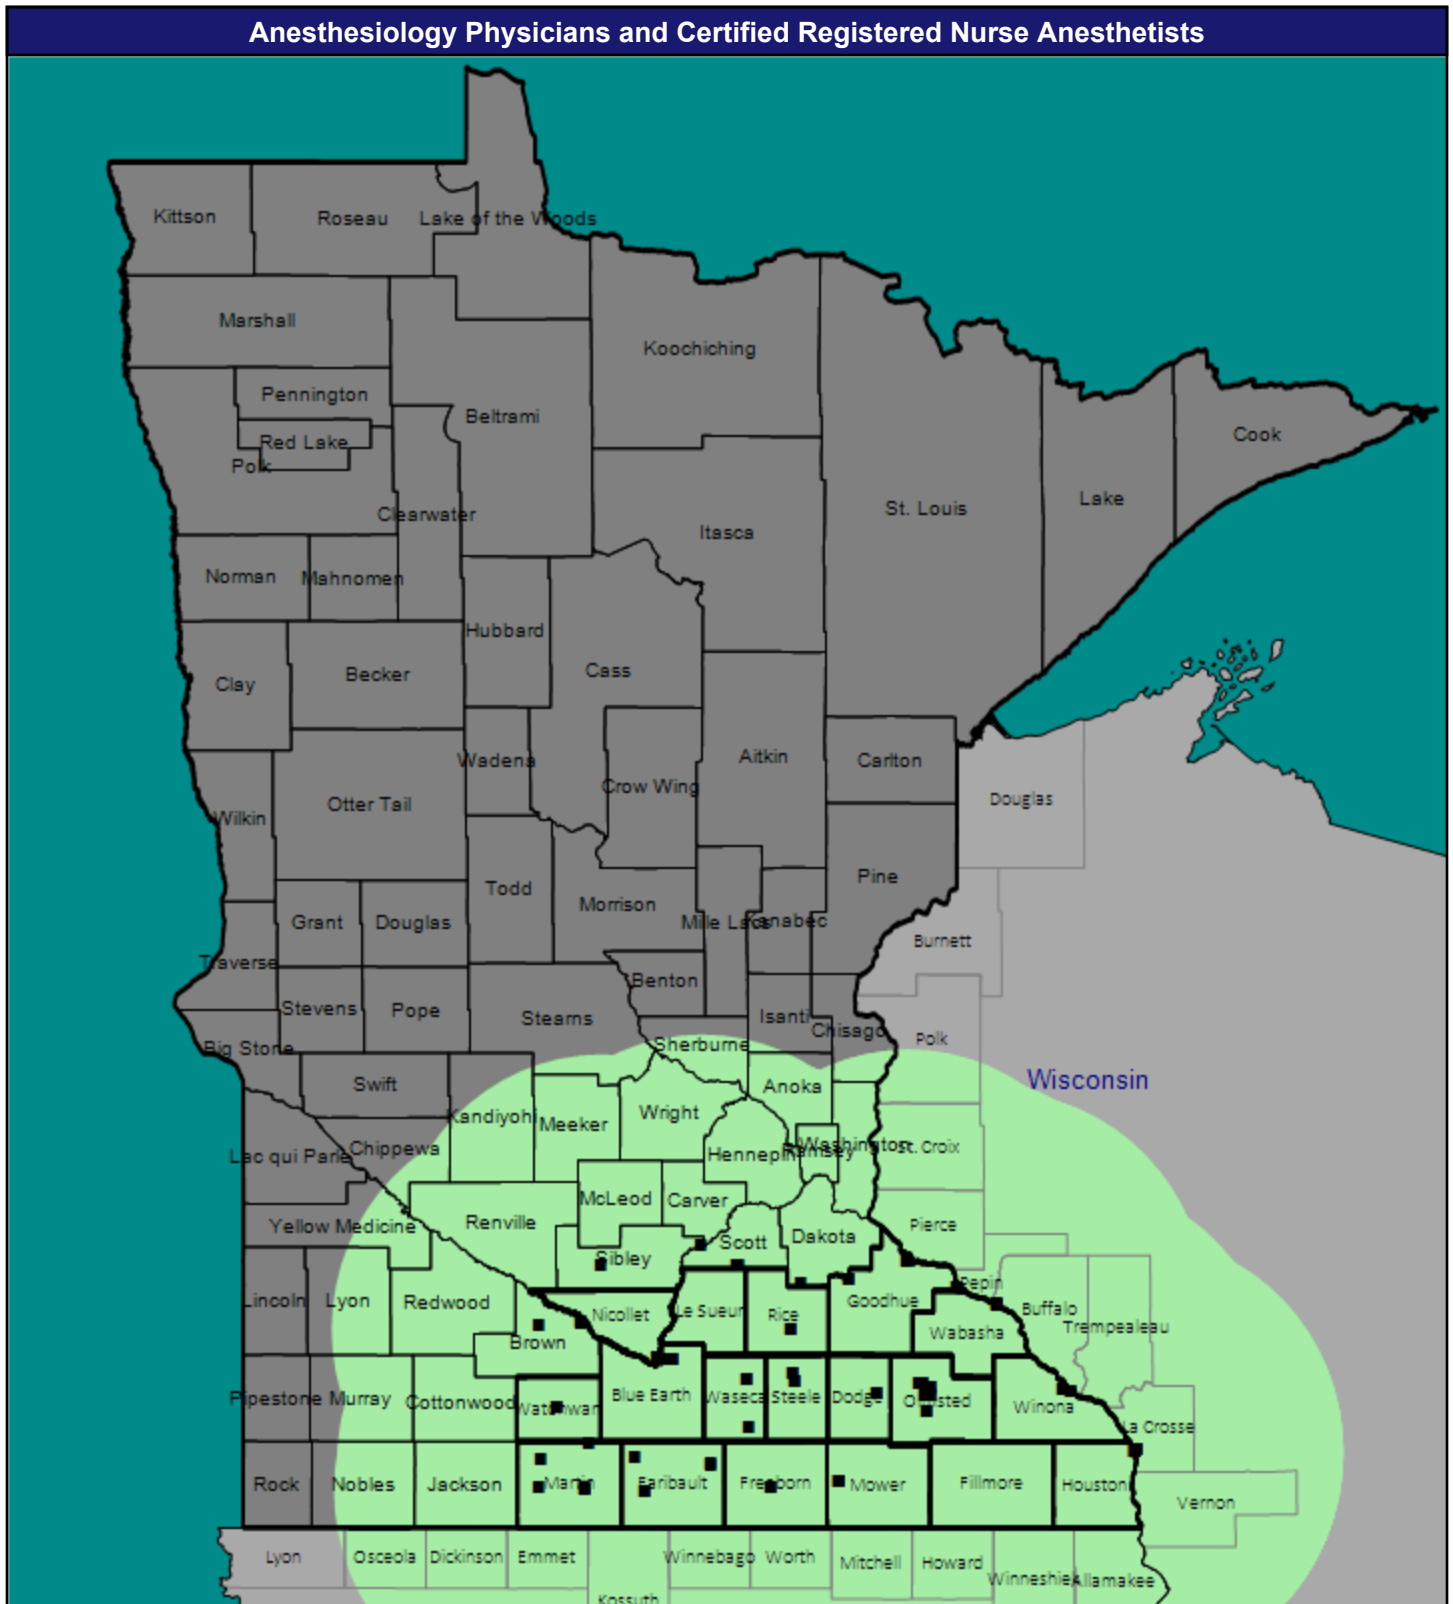 Anesthesiology Physicians and Certified Registered Nurse Anesthetists
Kittson
Roseau
Lake of the Woods
Marshall
Koochiching
Pennington
Beltrami
Red Lake
Cook
Polk
Lake
St. Louis
Clearwater
Itasca
Norman
Mahnomen
Hubbard
Cass
Becker
Clay
Aitkin
Wadena
Carlton
Crow Wing
Douglas
Otter Tail
Wilkin
Pine
Todd
Morrison
Grant
Douglas
Mille Lacs
Kanabec
Burnett
Traverse
Benton
Stevens
Pope
Stearns
Isanti
Chisago
Polk
Big Stone
Sherburne
Wisconsin
Swift
Anoka
Wright
Kandiyohi
Meeker
Washington
St. Croix
Chippewa
Hennepin
Ramsey
Lac qui Parle
McLeod
Carver
Yellow Medicine
Renville
Pierce
Scott
Dakota
Sibley
Pepin
Lincoln
Lyon
Redwood
Goodhue
Buffalo
Nicollet
Le Sueur
Rice
Trempealeau
Brown
Wabasha
Pipestone
Murray
Cottonwood
Blue Earth
Waseca
Steele
Dodge
Olmsted
Watonwan
Winona
La Crosse
Rock
Nobles
Jackson
Martin
Faribault
Freeborn
Mower
Fillmore
Houston
Vernon
Lyon
Osceola
Dickinson
Emmet
Winnebago
Worth
Mitchell
Howard
Winneshiek
Allamakee
Kossuth